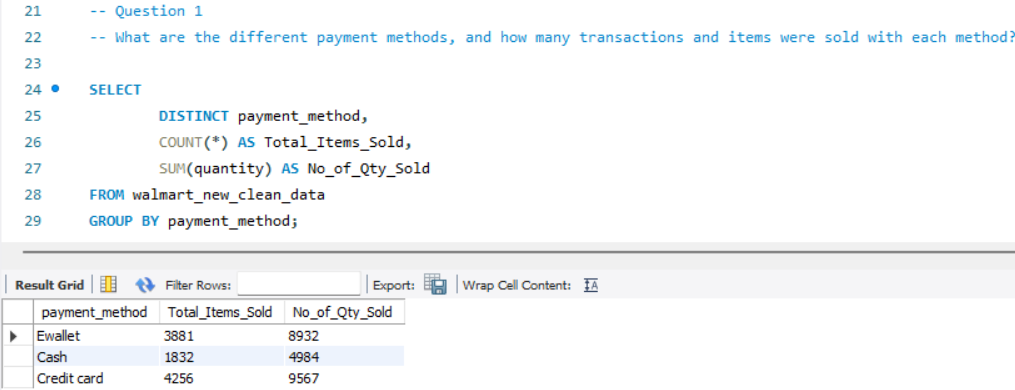 21 -- Question 1
22 -- What are the different payment methods, and how many transactions and items were sold with each method?
23
24 SELECT
25 DISTINCT payment_method,
26 COUNT(*) AS Total_Items_Sold,
27 SUM(quantity) AS No_of_Qty_Sold
28 FROM walmart_new_clean_data
29 GROUP BY payment_method;
Result Grid Filter Rows: Export: Wrap Cell Content: IA
payment_method Total_Items_Sold No_of_Qty_Sold
Ewallet 3881 8932
Cash 1832 4984
Credit card 4256 9567